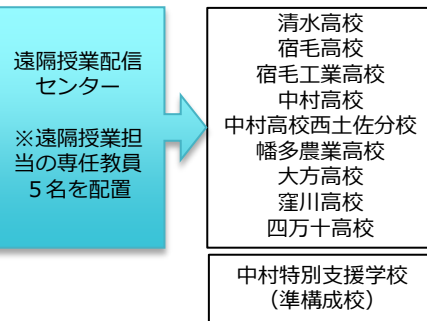 遠隔授業配信
センター
※遠隔授業担
当の専任教員
５名を配置
清水高校
宿毛高校
宿毛工業高校
中村高校
中村高校西土佐分校
幡多農業高校
大方高校
窪川高校
四万十高校
中村特別支援学校
（準構成校）